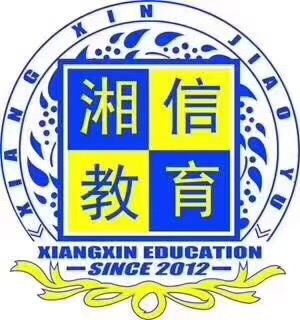 XIANG XIN JIAO YU
湘信
教育
XIANGXIN EDUCATION
SINCE 2012